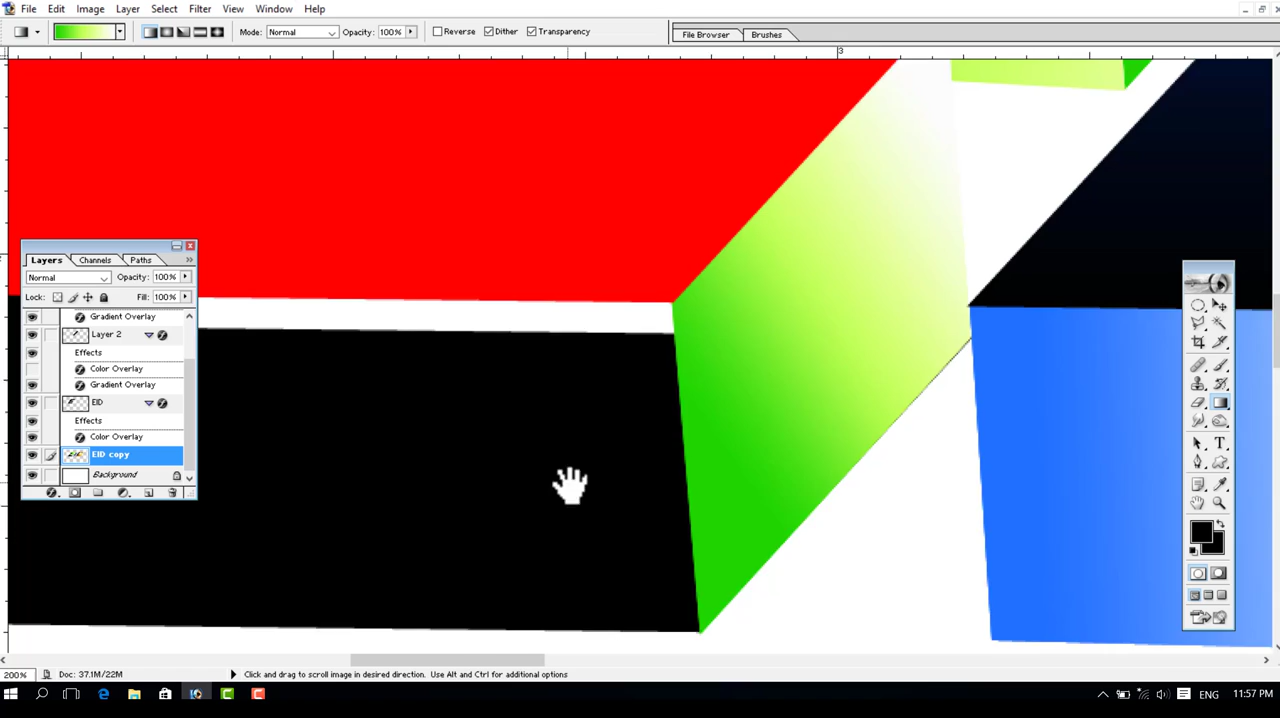 File Edit Image Layer Select Filter View Window Help
Mode: Normal Opacity: 100% Reverse Dither Transparency File Browser Brushes
3
Layers Channels Paths
Normal Opacity: 100%
Lock: Fill: 100%
Gradient Overlay
Layer 2
Effects
Color Overlay
Gradient Overlay
EID
Effects
Color Overlay
EID copy
Background
200% Doc: 37.1M/22M Click and drag to scroll image in desired direction. Use Alt and Ctrl for additional options
ENG 11:57 PM